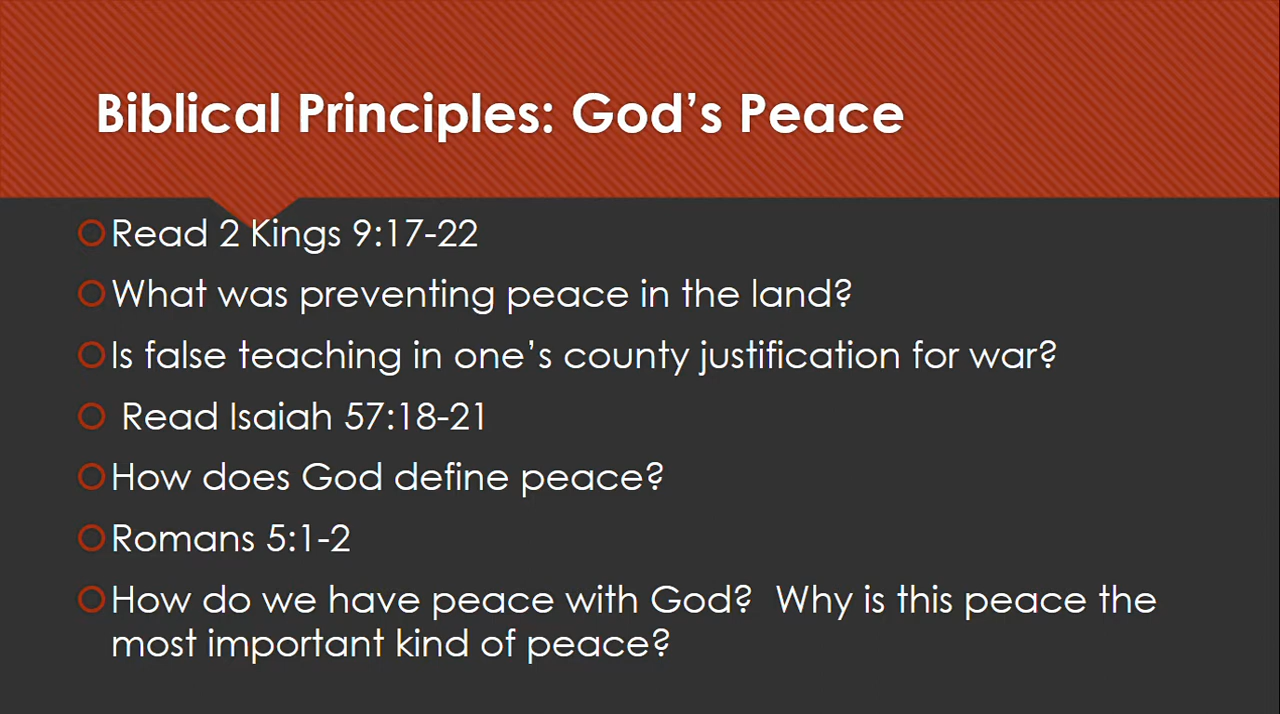 Biblical Principles: God’s Peace
Read 2 Kings 9:17-22
What was preventing peace in the land?
Is false teaching in one’s county justification for war?
Read Isaiah 57:18-21
How does God define peace?
Romans 5:1-2
How do we have peace with God?  Why is this peace the
most important kind of peace?